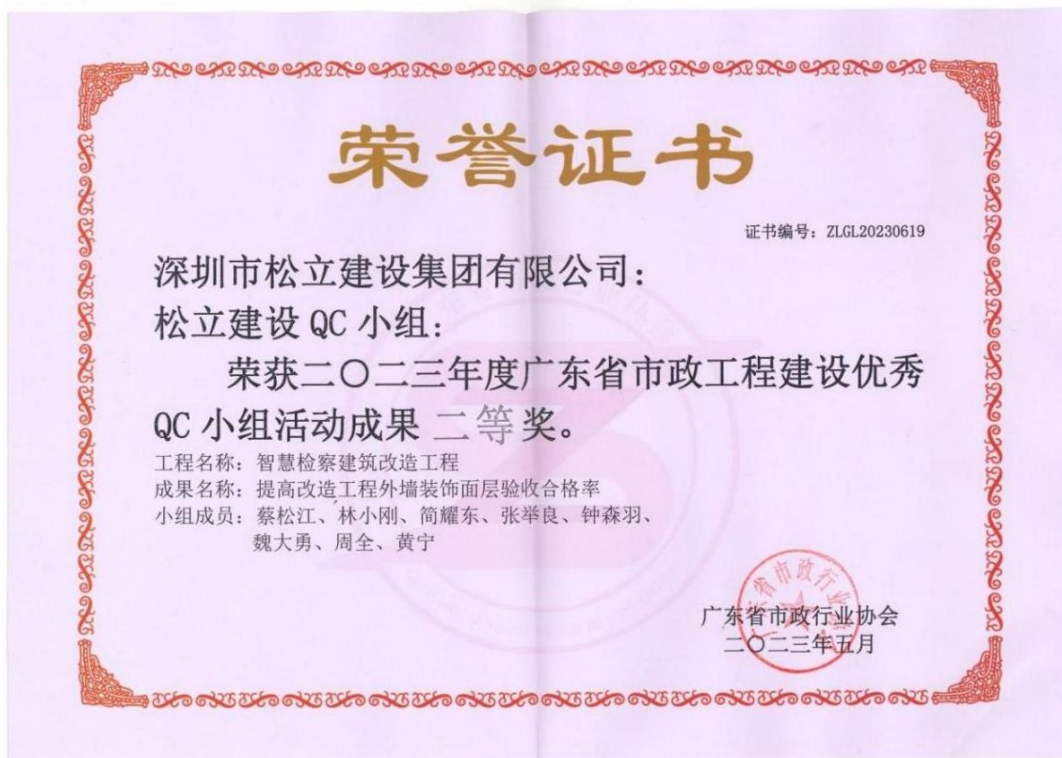 荣誉证书
证书编号：ZLGL20230619
深圳市松立建设集团有限公司：
松立建设QC小组：
荣获二〇二三年度广东省市政工程建设优秀
QC小组活动成果 二等 奖。
工程名称：智慧检察建筑改造工程
成果名称：提高改造工程外墙装饰面层验收合格率
小组成员：蔡松江、林小刚、简耀东、张举良、钟森羽、
魏大勇、周全、黄宁
广东省市政行业协会
二〇二三年五月